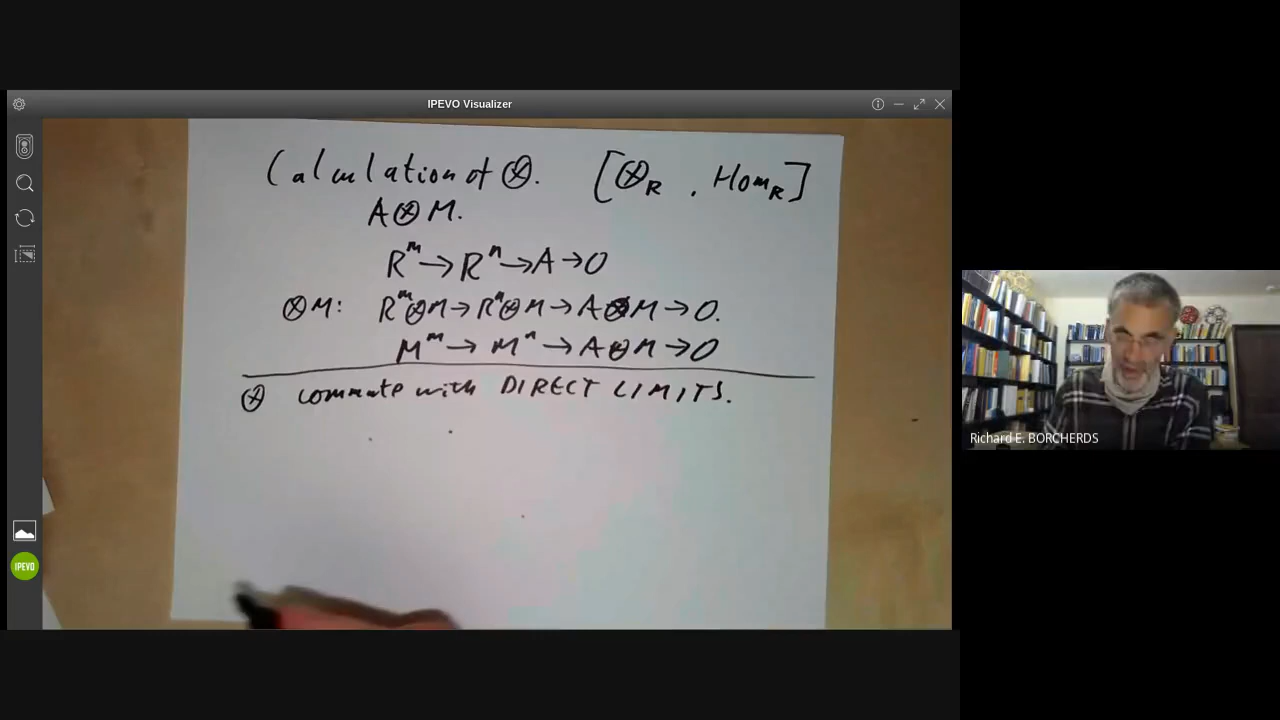 IPEVO Visualizer
Calculation of ⊗. [⊗_R , Hom_R]
A⊗M.
R^m → R^n → A → 0
⊗M: R^m⊗M → R^n⊗M → A⊗M → 0.
M^m → M^n → A⊗M → 0
⊗ commute with DIRECT LIMITS.
Richard E. BORCHERDS
IPEVO